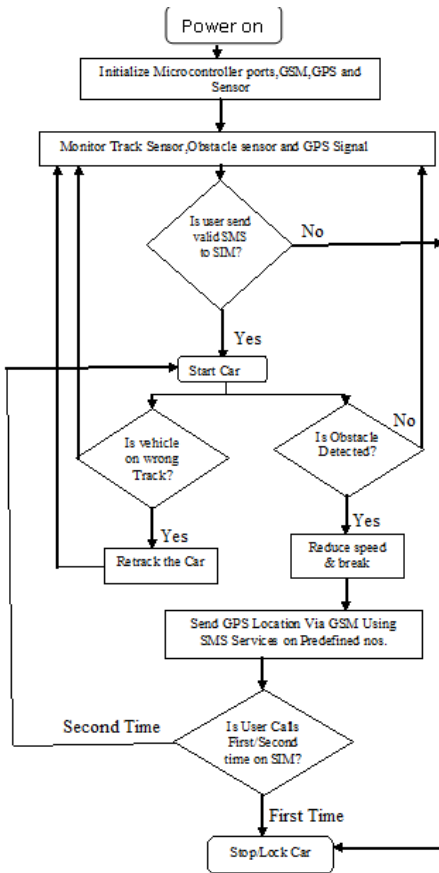 Power on
Initialize Microcontroller ports,GSM,GPS and
Sensor
Monitor Track Sensor,Obstacle sensor and GPS Signal
Is user send
valid SMS
to SIM?
No
Yes
Start Car
Is vehicle
on wrong
Track?
Is Obstacle
Detected?
No
Yes
Yes
Retrack the Car
Reduce speed
& break
Send GPS Location Via GSM Using
SMS Services on Predefined nos.
Second Time
Is User Calls
First/Second
time on SIM?
First Time
Stop/Lock Car